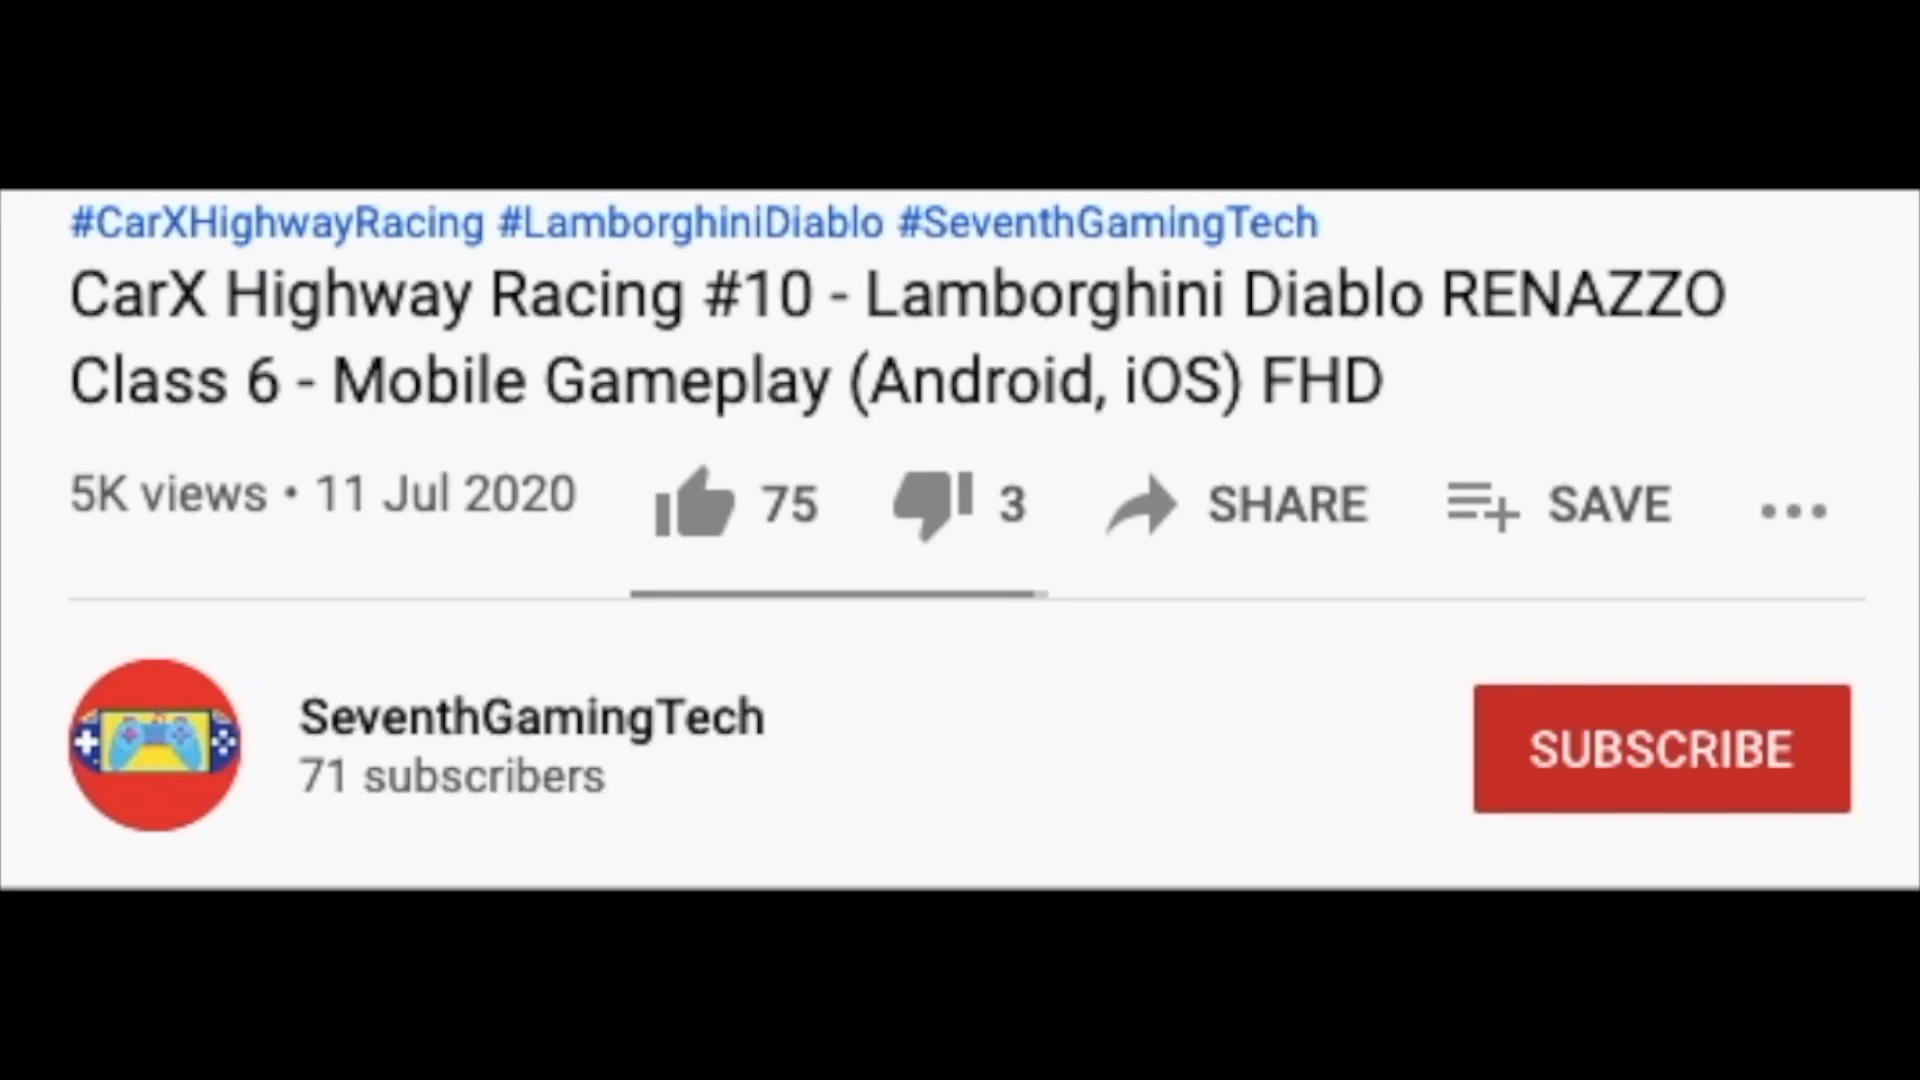 #CarXHighwayRacing #LamborghiniDiablo #SeventhGamingTech
CarX Highway Racing #10 - Lamborghini Diablo RENAZZO
Class 6 - Mobile Gameplay (Android, iOS) FHD
5K views • 11 Jul 2020 75 3 SHARE SAVE
SeventhGamingTech
71 subscribers
SUBSCRIBE